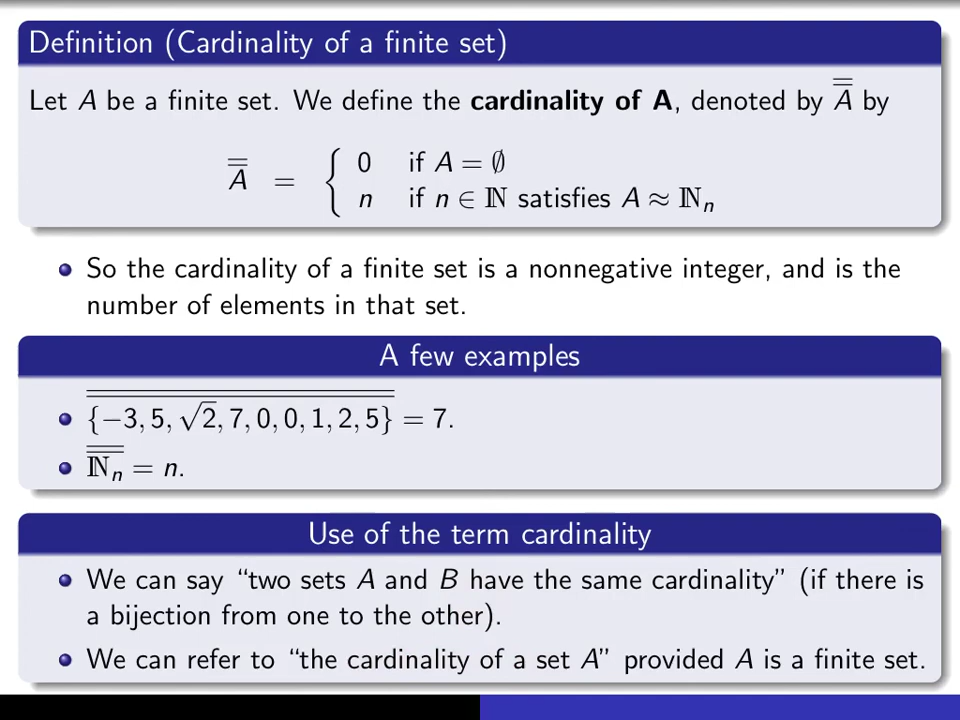 Definition (Cardinality of a finite set)
Let A be a finite set. We define the cardinality of A, denoted by A̿ by
A̿ = { 0 if A = ∅
n if n ∈ ℕ satisfies A ≈ ℕₙ
So the cardinality of a finite set is a nonnegative integer, and is the
number of elements in that set.
A few examples
{−3, 5, √2, 7, 0, 0, 1, 2, 5} = 7.
ℕₙ = n.
Use of the term cardinality
We can say “two sets A and B have the same cardinality” (if there is
a bijection from one to the other).
We can refer to “the cardinality of a set A” provided A is a finite set.